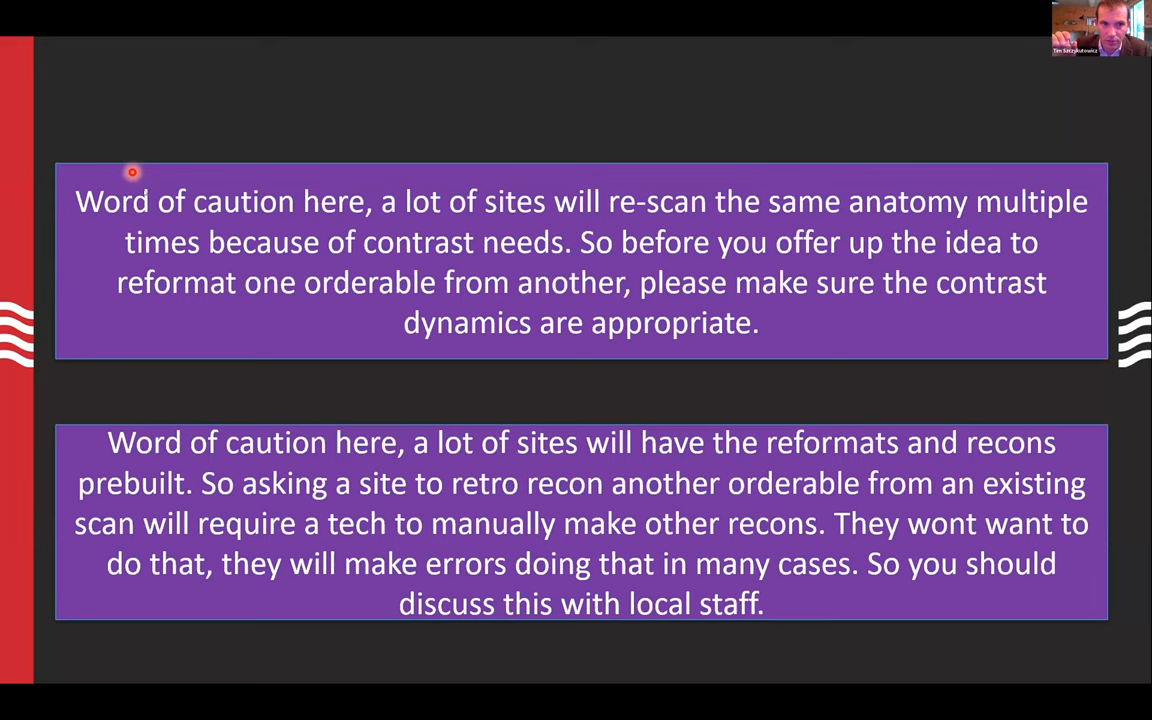 Tim Szczykutowicz
Word of caution here, a lot of sites will re-scan the same anatomy multiple
times because of contrast needs. So before you offer up the idea to
reformat one orderable from another, please make sure the contrast
dynamics are appropriate.
Word of caution here, a lot of sites will have the reformats and recons
prebuilt. So asking a site to retro recon another orderable from an existing
scan will require a tech to manually make other recons. They wont want to
do that, they will make errors doing that in many cases. So you should
discuss this with local staff.